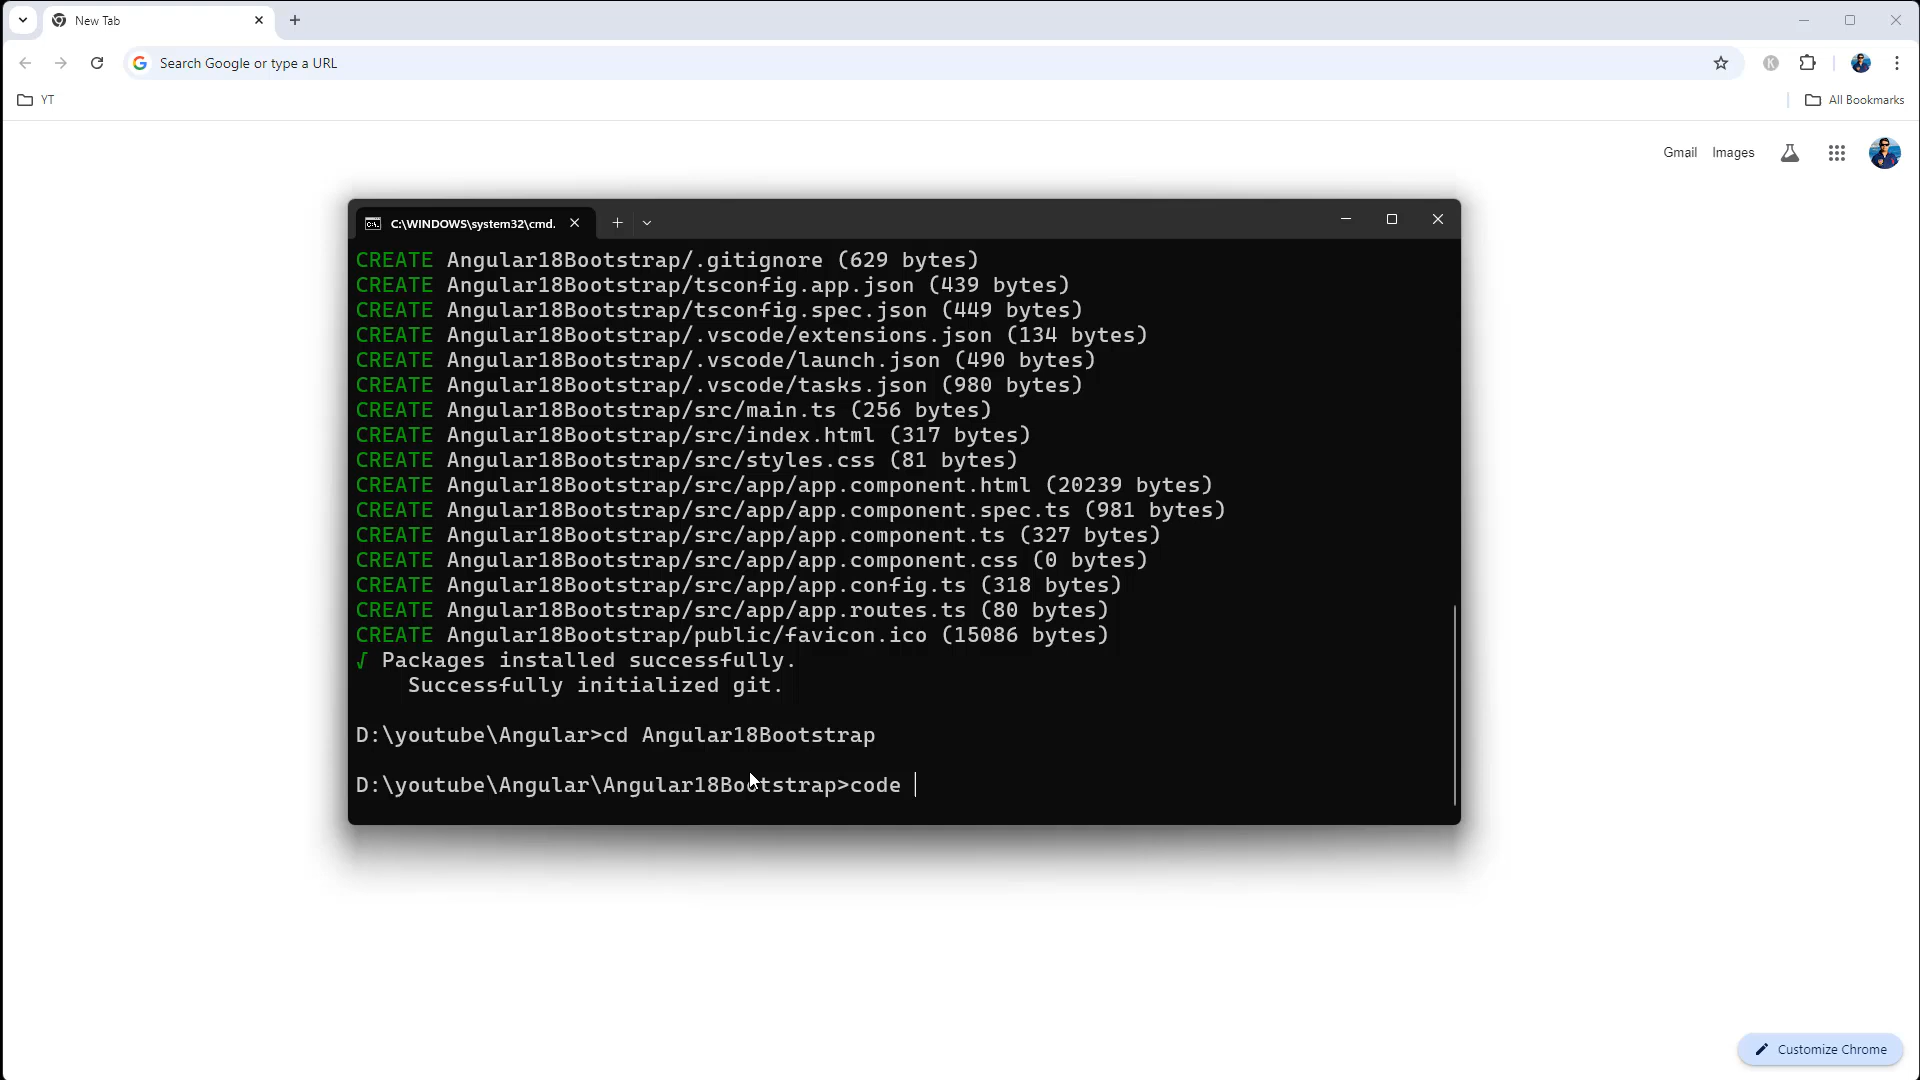 New Tab
Search Google or type a URL
YT
All Bookmarks
Gmail Images
C:\WINDOWS\system32\cmd.
CREATE Angular18Bootstrap/.gitignore (629 bytes)
CREATE Angular18Bootstrap/tsconfig.app.json (439 bytes)
CREATE Angular18Bootstrap/tsconfig.spec.json (449 bytes)
CREATE Angular18Bootstrap/.vscode/extensions.json (134 bytes)
CREATE Angular18Bootstrap/.vscode/launch.json (490 bytes)
CREATE Angular18Bootstrap/.vscode/tasks.json (980 bytes)
CREATE Angular18Bootstrap/src/main.ts (256 bytes)
CREATE Angular18Bootstrap/src/index.html (317 bytes)
CREATE Angular18Bootstrap/src/styles.css (81 bytes)
CREATE Angular18Bootstrap/src/app/app.component.html (20239 bytes)
CREATE Angular18Bootstrap/src/app/app.component.spec.ts (981 bytes)
CREATE Angular18Bootstrap/src/app/app.component.ts (327 bytes)
CREATE Angular18Bootstrap/src/app/app.component.css (0 bytes)
CREATE Angular18Bootstrap/src/app/app.config.ts (318 bytes)
CREATE Angular18Bootstrap/src/app/app.routes.ts (80 bytes)
CREATE Angular18Bootstrap/public/favicon.ico (15086 bytes)
√ Packages installed successfully.
Successfully initialized git.
D:\youtube\Angular>cd Angular18Bootstrap
D:\youtube\Angular\Angular18Bootstrap>code
Customize Chrome